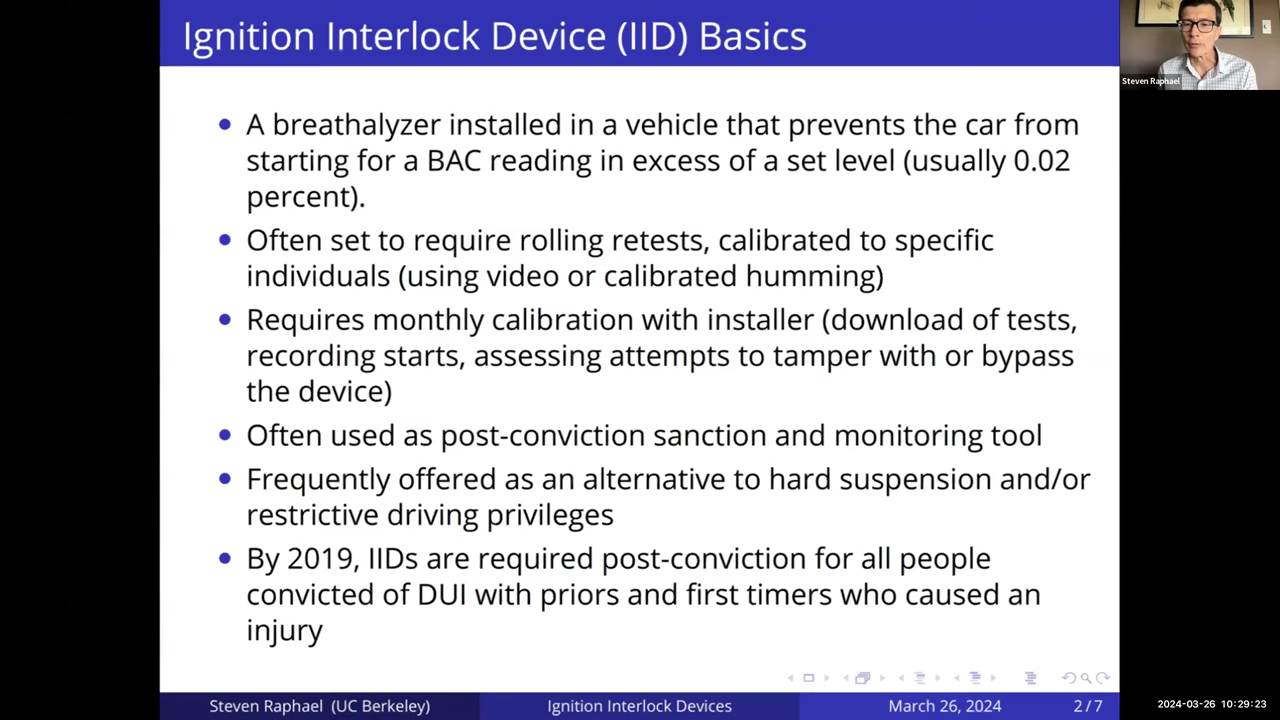 Ignition Interlock Device (IID) Basics
Steven Raphael
A breathalyzer installed in a vehicle that prevents the car from
starting for a BAC reading in excess of a set level (usually 0.02
percent).
Often set to require rolling retests, calibrated to specific
individuals (using video or calibrated humming)
Requires monthly calibration with installer (download of tests,
recording starts, assessing attempts to tamper with or bypass
the device)
Often used as post-conviction sanction and monitoring tool
Frequently offered as an alternative to hard suspension and/or
restrictive driving privileges
By 2019, IIDs are required post-conviction for all people
convicted of DUI with priors and first timers who caused an
injury
Steven Raphael (UC Berkeley)
Ignition Interlock Devices
March 26, 2024
2 / 7
2024-03-26 10:29:23